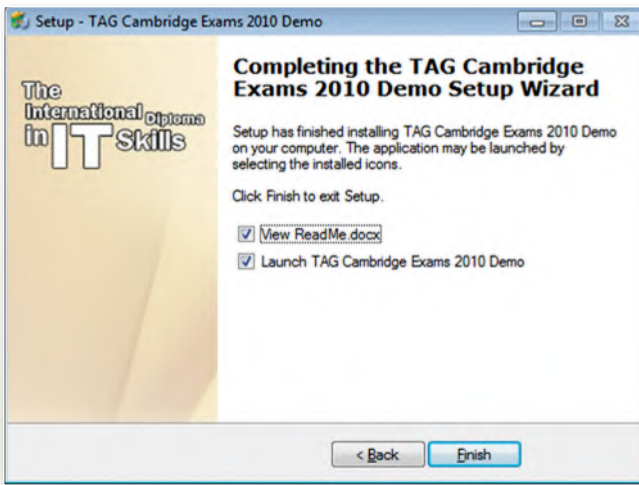 Setup - TAG Cambridge Exams 2010 Demo
The
International Diploma
in IT Skills
Completing the TAG Cambridge
Exams 2010 Demo Setup Wizard
Setup has finished installing TAG Cambridge Exams 2010 Demo
on your computer. The application may be launched by
selecting the installed icons.
Click Finish to exit Setup.
View ReadMe.docx
Launch TAG Cambridge Exams 2010 Demo
< Back
Finish